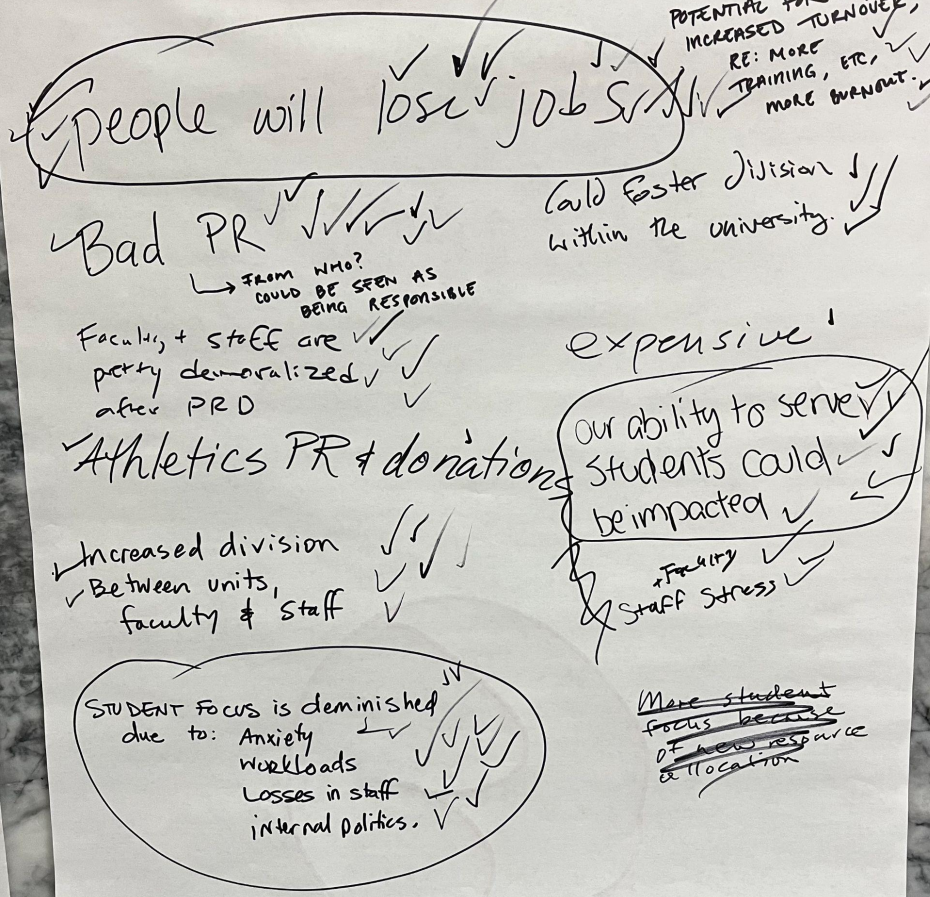 POTENTIAL FOR
INCREASED TURNOVER,
RE: MORE
TRAINING, ETC,
MORE BURNOUT.
people will lose jobs
Bad PR
FROM WHO?
COULD BE SEEN AS
BEING RESPONSIBLE
Could foster division
within the university.
Faculty + staff are
pretty demoralized
after PRD
expensive
our ability to serve
students could
be impacted
Athletics PR & donations
+ Faculty
Staff Stress
Increased division
Between units,
faculty & staff
STUDENT FOCUS is deminished
due to: Anxiety
Workloads
Losses in staff
internal politics.
More student
focus because
of new resource
allocation